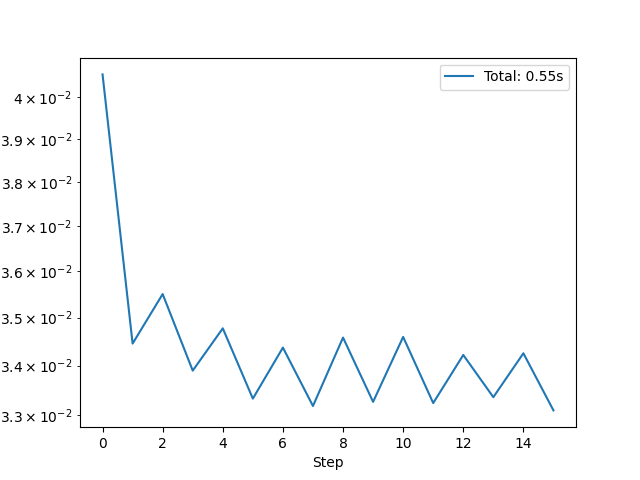 Total: 0.55s
4 × 10⁻²
3.9 × 10⁻²
3.8 × 10⁻²
3.7 × 10⁻²
3.6 × 10⁻²
3.5 × 10⁻²
3.4 × 10⁻²
3.3 × 10⁻²
0 2 4 6 8 10 12 14
Step